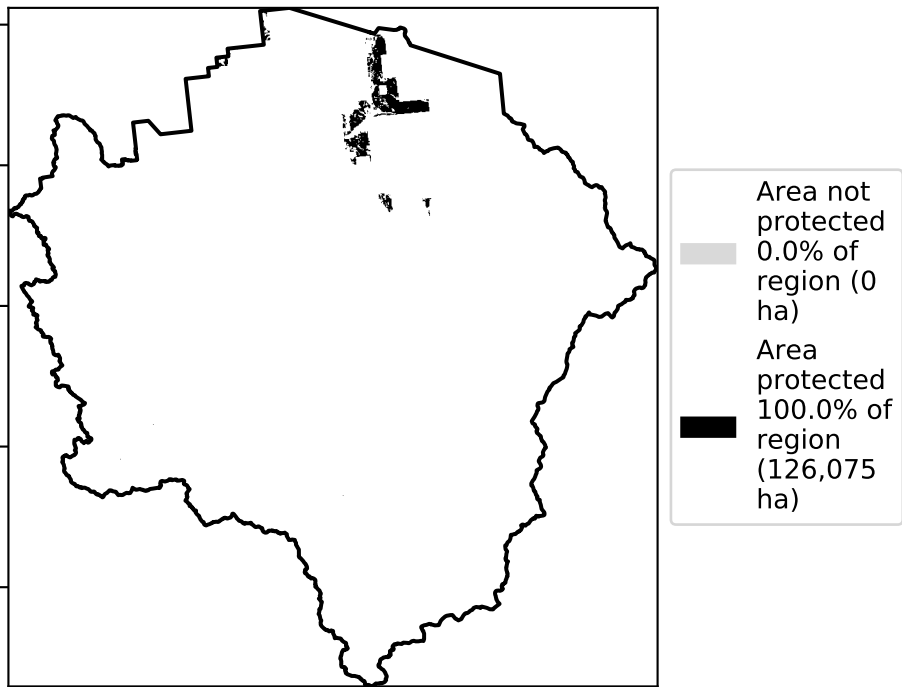 Area not
protected
0.0% of
region (0
ha)
Area
protected
100.0% of
region
(126,075
ha)